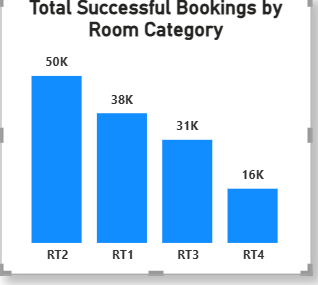 Total Successful Bookings by
Room Category
50K
38K
31K
16K
RT2 RT1 RT3 RT4